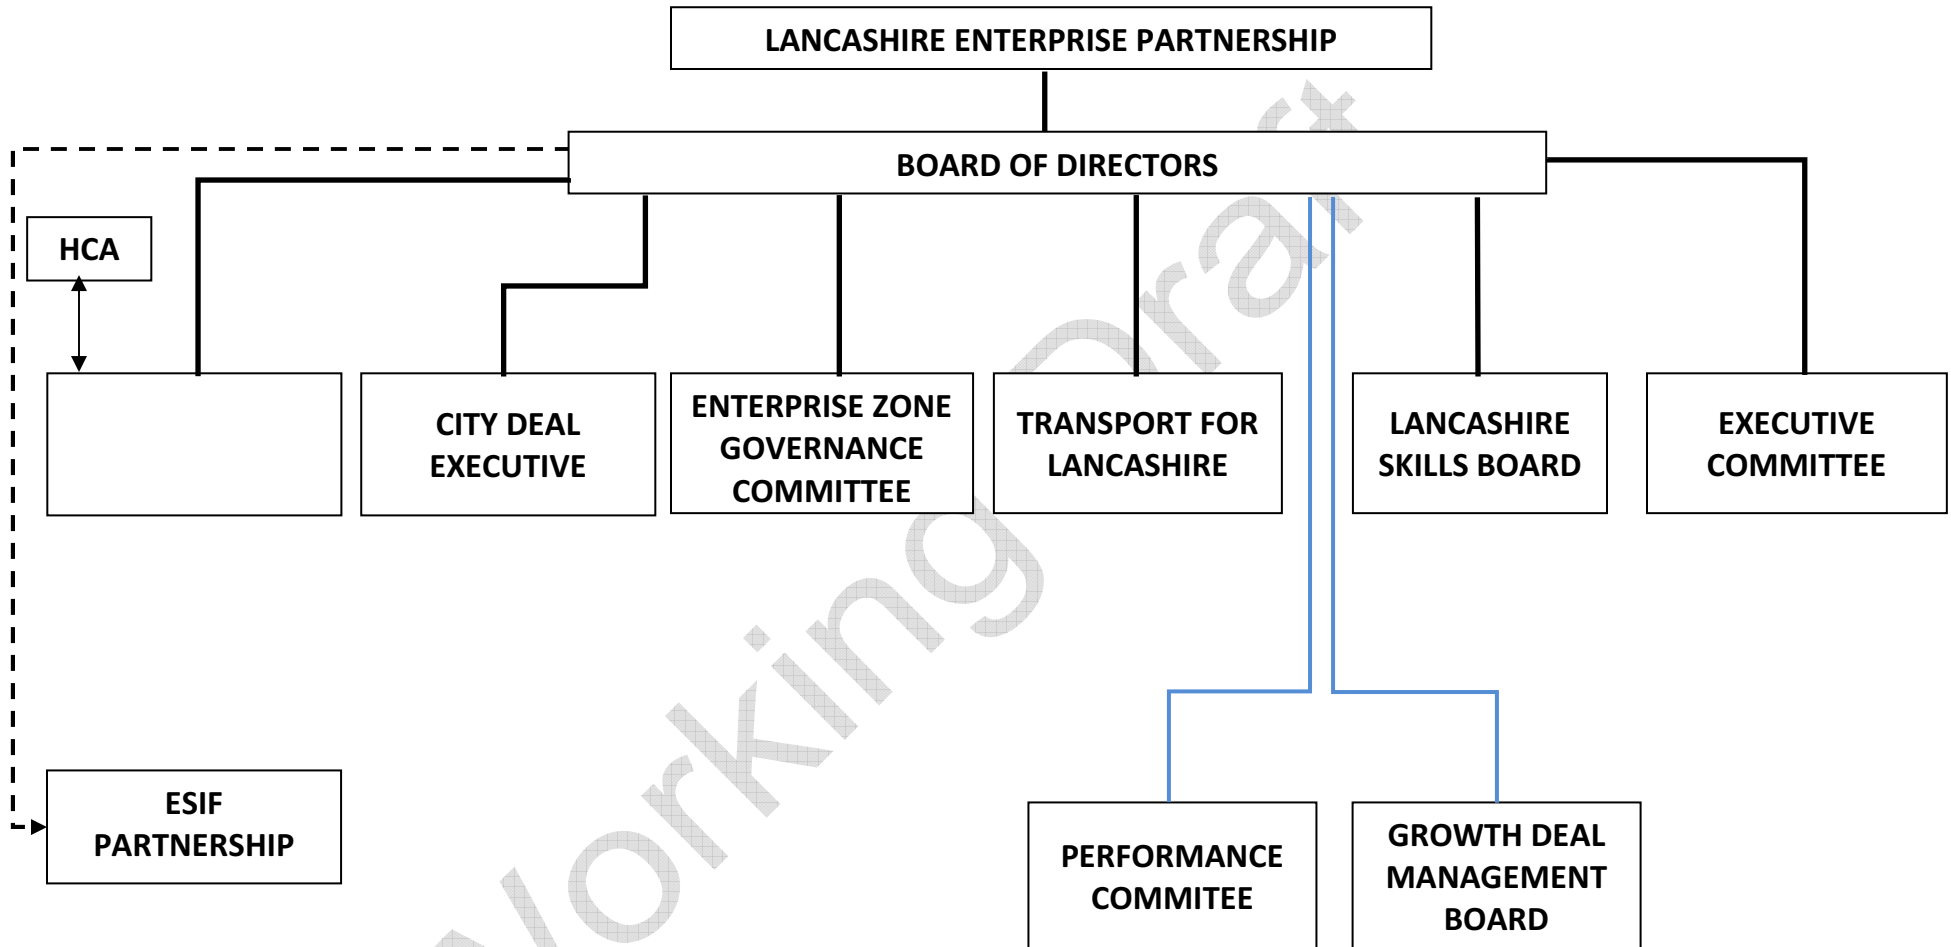 LANCASHIRE ENTERPRISE PARTNERSHIP
BOARD OF DIRECTORS
HCA
CITY DEAL
EXECUTIVE
ENTERPRISE ZONE
GOVERNANCE
COMMITTEE
TRANSPORT FOR
LANCASHIRE
LANCASHIRE
SKILLS BOARD
EXECUTIVE
COMMITTEE
ESIF
PARTNERSHIP
PERFORMANCE
COMMITEE
GROWTH DEAL
MANAGEMENT
BOARD
Working Draft